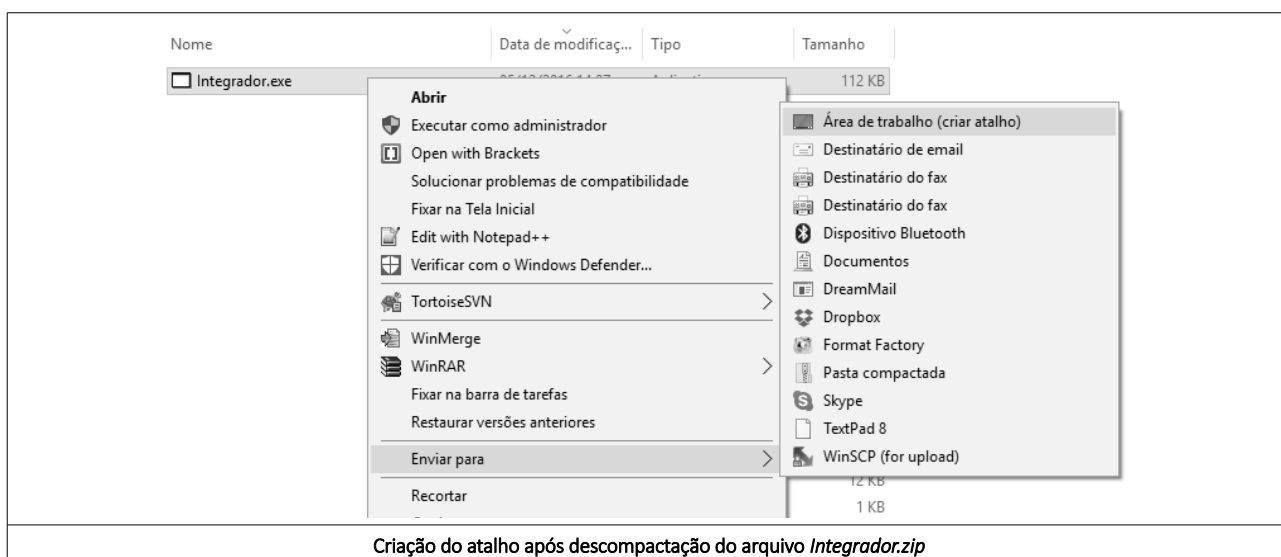 Nome Data de modificaç... Tipo Tamanho
Integrador.exe 112 KB
Abrir
Executar como administrador
Open with Brackets
Solucionar problemas de compatibilidade
Fixar na Tela Inicial
Edit with Notepad++
Verificar com o Windows Defender...
TortoiseSVN
WinMerge
WinRAR
Fixar na barra de tarefas
Restaurar versões anteriores
Enviar para
Recortar
Área de trabalho (criar atalho)
Destinatário de email
Destinatário do fax
Destinatário do fax
Dispositivo Bluetooth
Documentos
DreamMail
Dropbox
Format Factory
Pasta compactada
Skype
TextPad 8
WinSCP (for upload)
12 KB
1 KB
Criação do atalho após descompactação do arquivo Integrador.zip